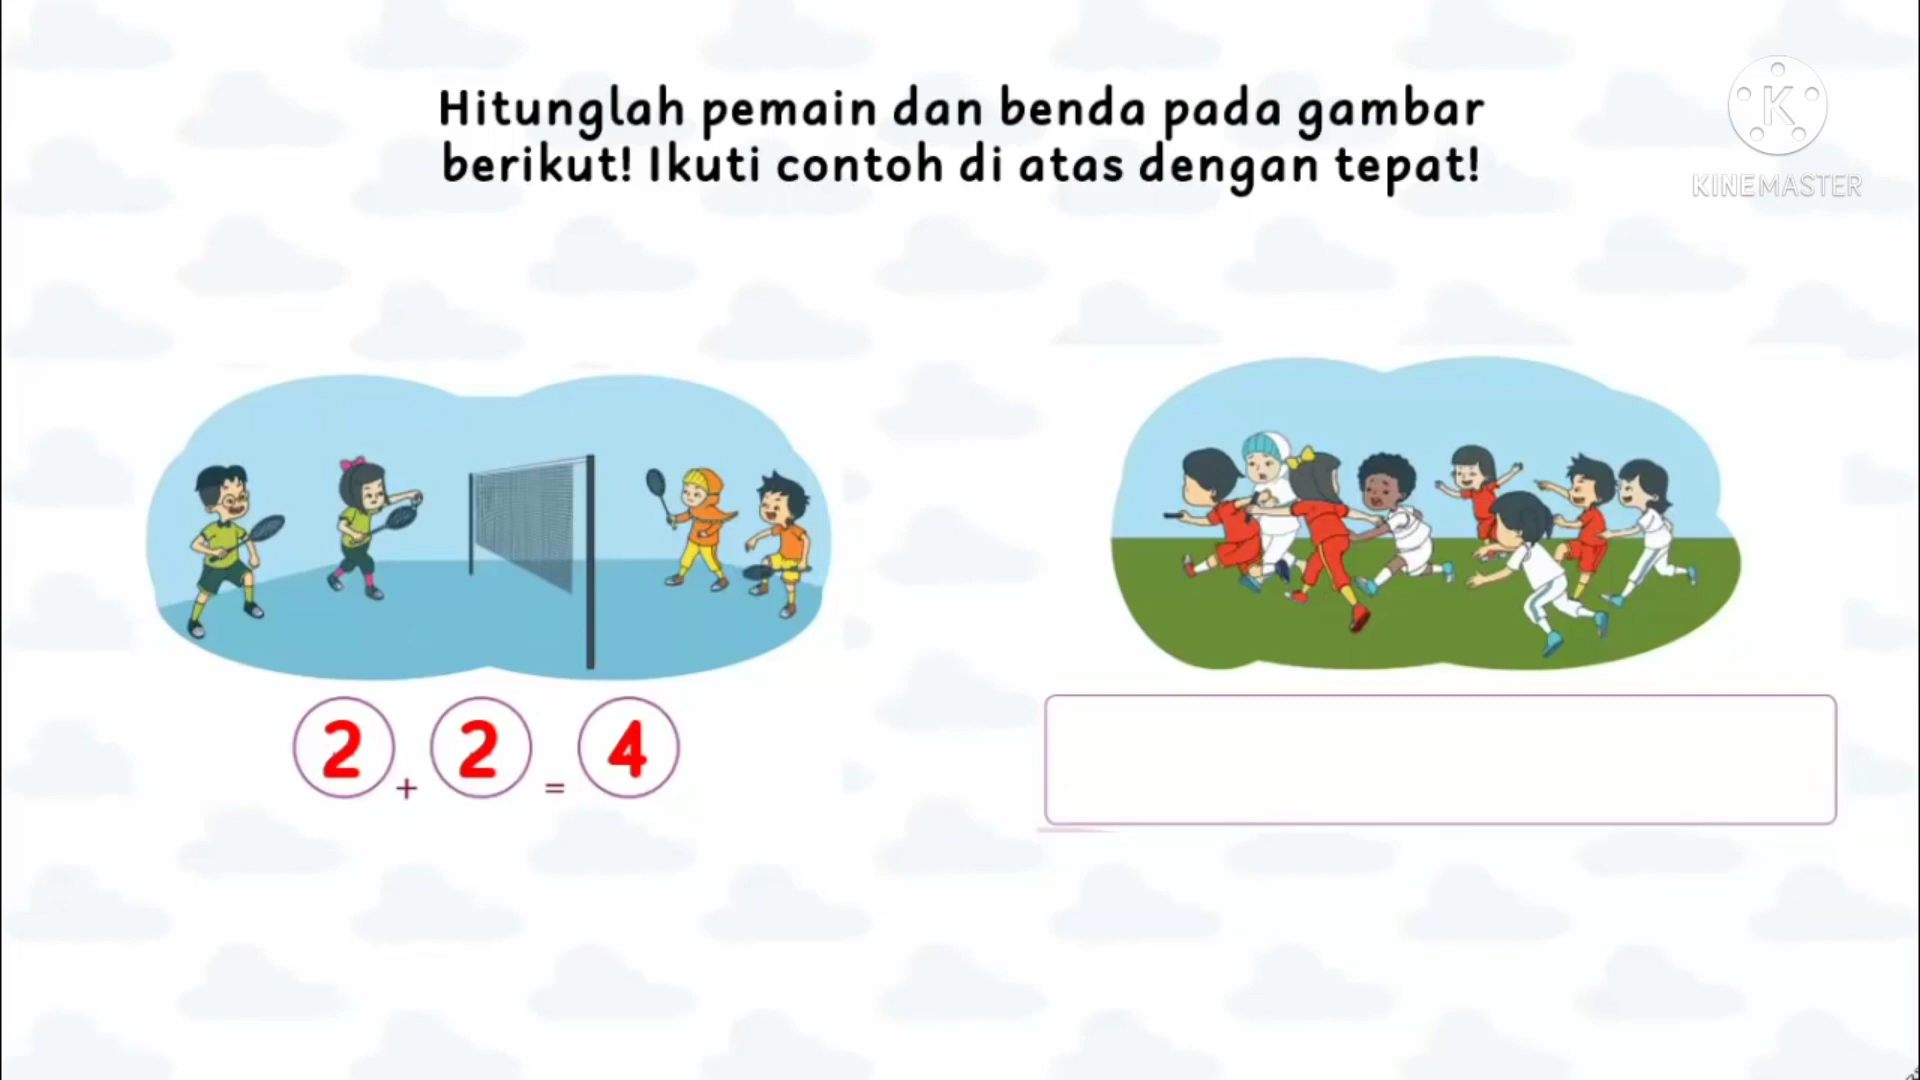 Hitunglah pemain dan benda pada gambar
berikut! Ikuti contoh di atas dengan tepat!
K
KINEMASTER
2 + 2 = 4